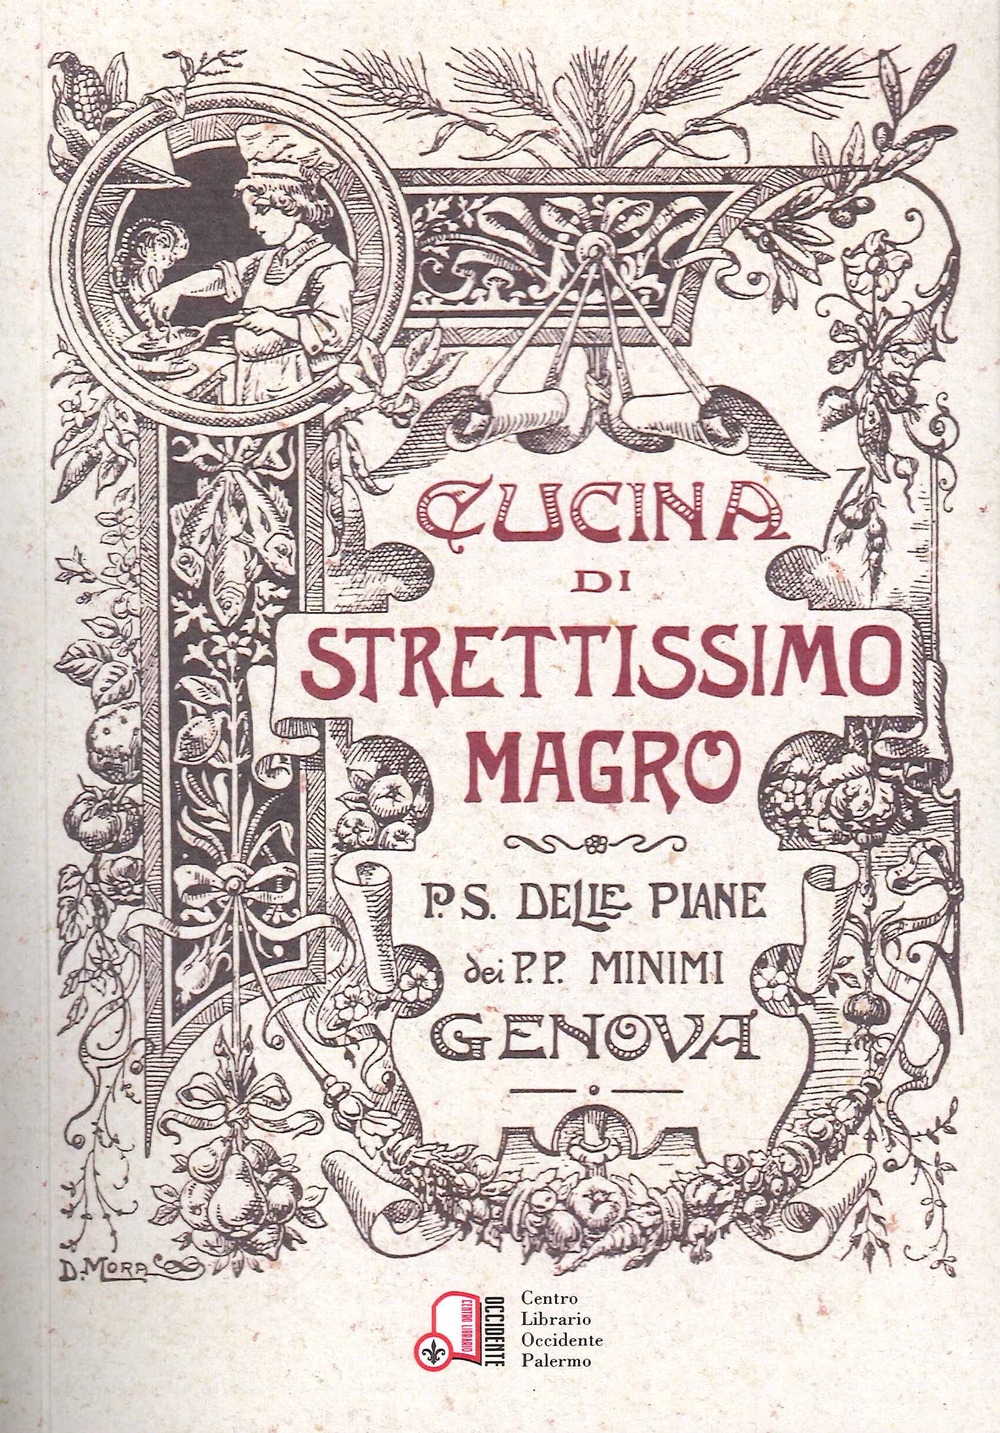 CUCINA
DI
STRETTISSIMO
MAGRO
P. S. DELLE PIANE
dei P. P. MINIMI
GENOVA
D. MORA
CENTRO LIBRARIO
OCCIDENTE
Centro
Librario
Occidente
Palermo